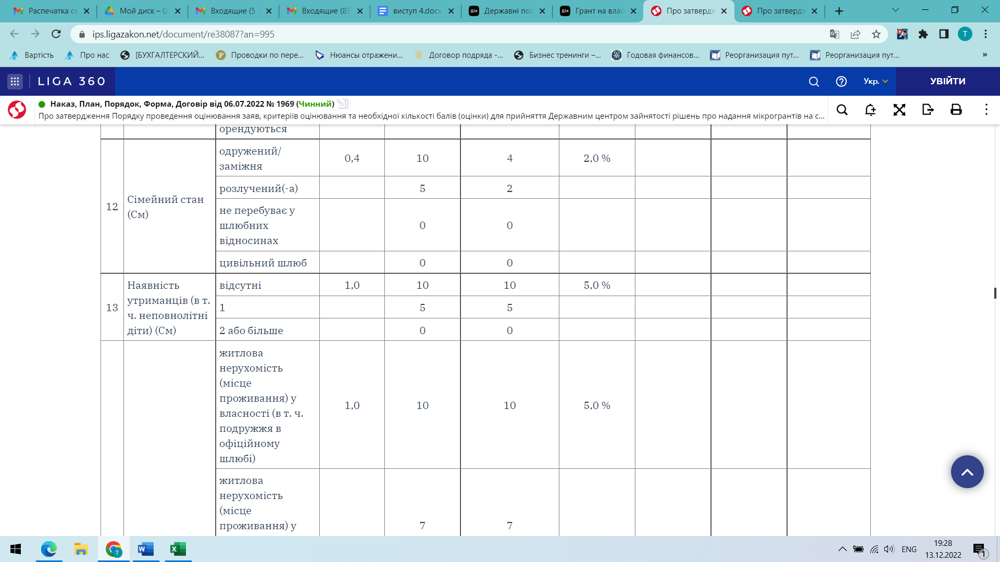 Распечатка се
Мой диск – G
Входящие (5 3
Входящие (85
виступ 4.docx
Державні пос
Грант на влас
Про затвердж
Про затвердж
ips.ligazakon.net/document/re38087?an=995
T
Вартість
Про нас
[БУХГАЛТЕРСКИЙ...
Проводки по пере...
Нюансы отражени...
Договор подряда -...
Бизнес тренинги –...
Годовая финансов...
Реорганизация пут...
Реорганизация пут...
»
LIGA 360
Укр.
УВІЙТИ
Наказ, План, Порядок, Форма, Договір від 06.07.2022 № 1969 (Чинний)
Про затвердження Порядку проведення оцінювання заяв, критеріїв оцінювання та необхідної кількості балів (оцінки) для прийняття Державним центром зайнятості рішень про надання мікрогрантів на с...
орендуються
12
Сімейний стан
(См)
одружений/
заміжня
0,4
10
4
2,0 %
розлучений(-а)
5
2
не перебуває у
шлюбних
відносинах
0
0
цивільний шлюб
0
0
13
Наявність
утриманців (в т.
ч. неповнолітні
діти) (См)
відсутні
1,0
10
10
5,0 %
1
5
5
2 або більше
0
0
житлова
нерухомість
(місце
проживання) у
власності (в т. ч.
подружжя в
офіційному
шлюбі)
1,0
10
10
5,0 %
житлова
нерухомість
(місце
проживання) у
7
7
ENG
19:28
13.12.2022
1